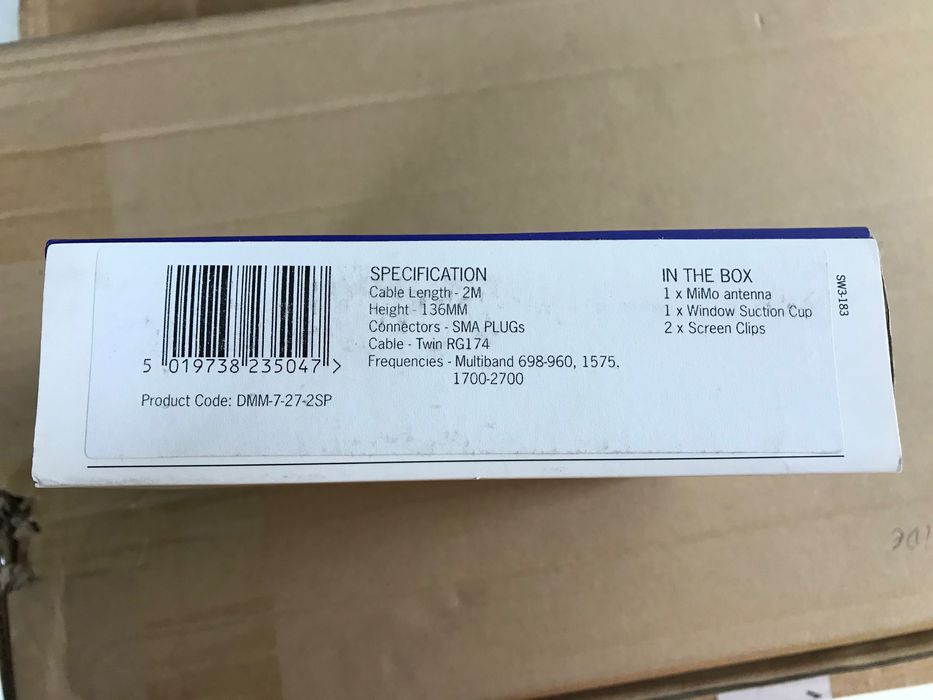 5 019738 235047 >
Product Code: DMM-7-27-2SP
SPECIFICATION
Cable Length - 2M
Height - 136MM
Connectors - SMA PLUGs
Cable - Twin RG174
Frequencies - Multiband 698-960, 1575,
1700-2700
IN THE BOX
1 x MiMo antenna
1 x Window Suction Cup
2 x Screen Clips
SW3-183